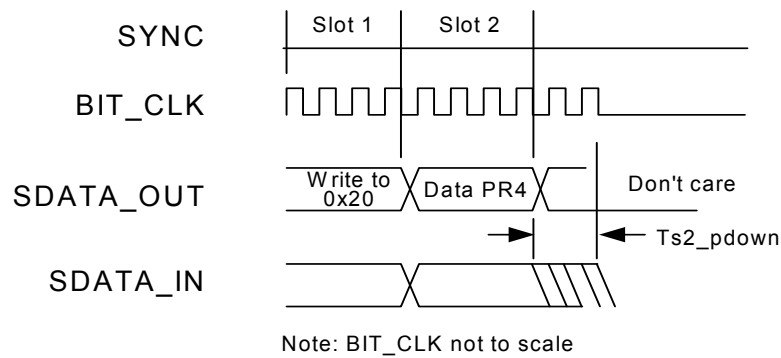 SYNC
Slot 1
Slot 2
BIT_CLK
SDATA_OUT
Write to
0x20
Data PR4
Don't care
Ts2_pdown
SDATA_IN
Note: BIT_CLK not to scale